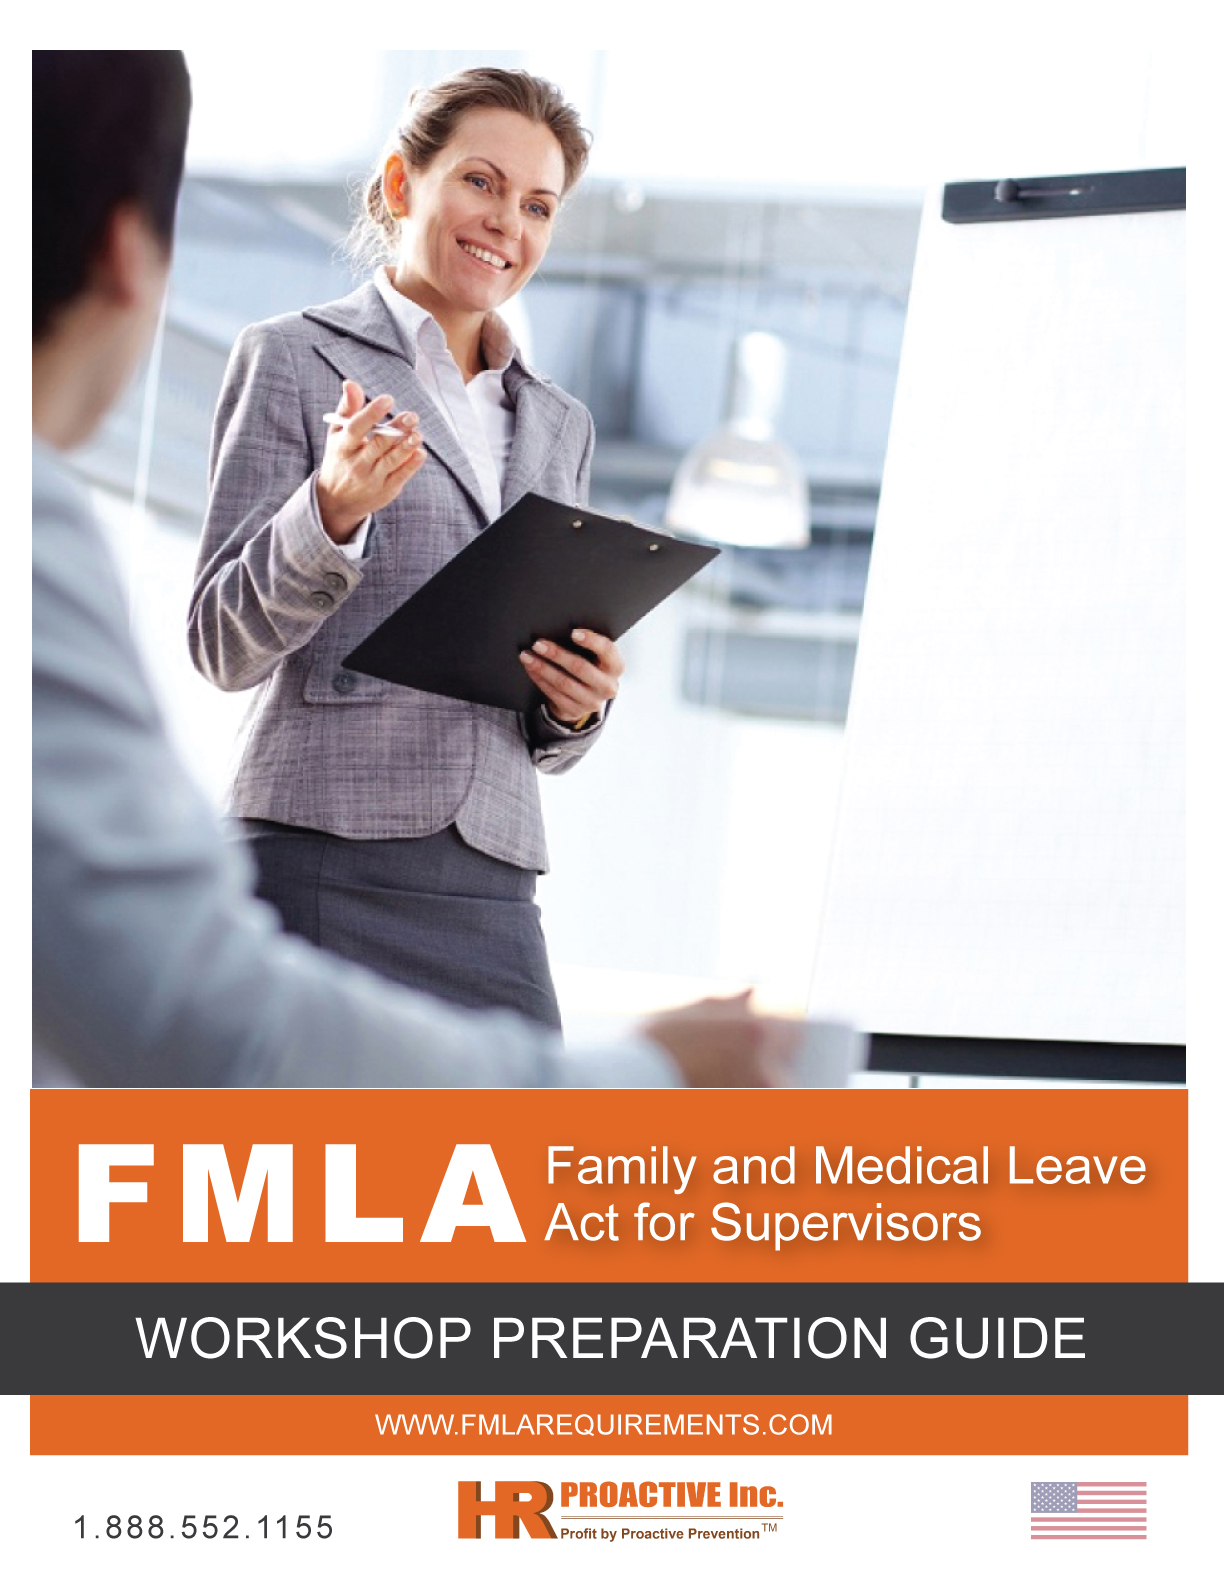 FMLA
Family and Medical Leave
Act for Supervisors
WORKSHOP PREPARATION GUIDE
WWW.FMLAREQUIREMENTS.COM
1.888.552.1155
HR PROACTIVE Inc.
Profit by Proactive Prevention™